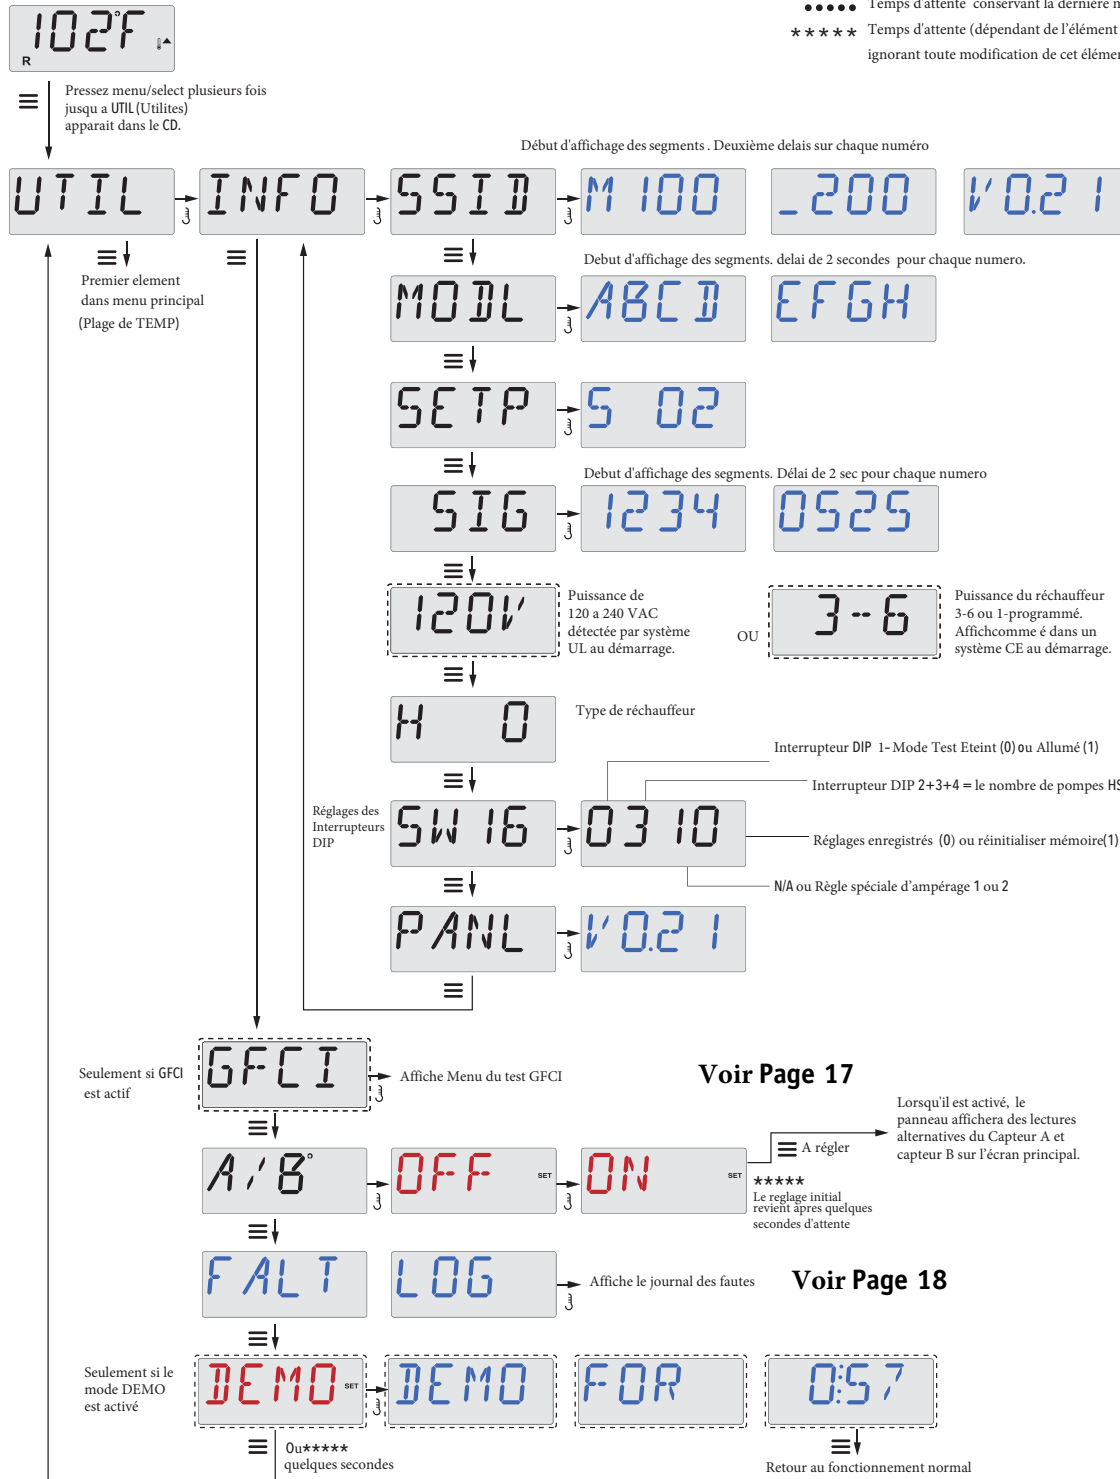 ••••• Temps d'attente conservant la dernière m
102°F
R
***** Temps d'attente (dépendant de l'élément
ignorant toute modification de cet élémen
Pressez menu/select plusieurs fois
jusqu a UTIL (Utilites)
apparait dans le CD.
Début d'affichage des segments . Deuxième delais sur chaque numéro
UTIL
INFO
SSID
M100
_200
V0.21
Premier element
dans menu principal
(Plage de TEMP)
Debut d'affichage des segments. delai de 2 secondes pour chaque numero.
MODL
ABCD
EFGH
SETP
S 02
Debut d'affichage des segments. Délai de 2 sec pour chaque numero
SIG
1234
0525
120V
Puissance de
120 a 240 VAC
détectée par système
UL au démarrage.
OU
3--6
Puissance du réchauffeur
3-6 ou 1-programmé.
Affichcomme é dans un
système CE au démarrage.
H 0
Type de réchauffeur
Interrupteur DIP 1- Mode Test Eteint (0) ou Allumé (1)
Interrupteur DIP 2+3+4 = le nombre de pompes HS
Réglages des
Interrupteurs
DIP
SW16
0310
Réglages enregistrés (0) ou réinitialiser mémoire(1)
N/A ou Règle spéciale d'ampérage 1 ou 2
PANL
V0.21
Seulement si GFCI
est actif
GFCI
Affiche Menu du test GFCI
Voir Page 17
A/B°
OFF SET
ON SET
A régler
Lorsqu'il est activé, le
panneau affichera des lectures
alternatives du Capteur A et
capteur B sur l'écran principal.
*****
Le reglage initial
revient apres quelques
secondes d'attente
FALT
LOG
Affiche le journal des fautes
Voir Page 18
Seulement si le
mode DEMO
est activé
DEMO SET
DEMO
FOR
0:57
Ou*****
quelques secondes
Retour au fonctionnement normal